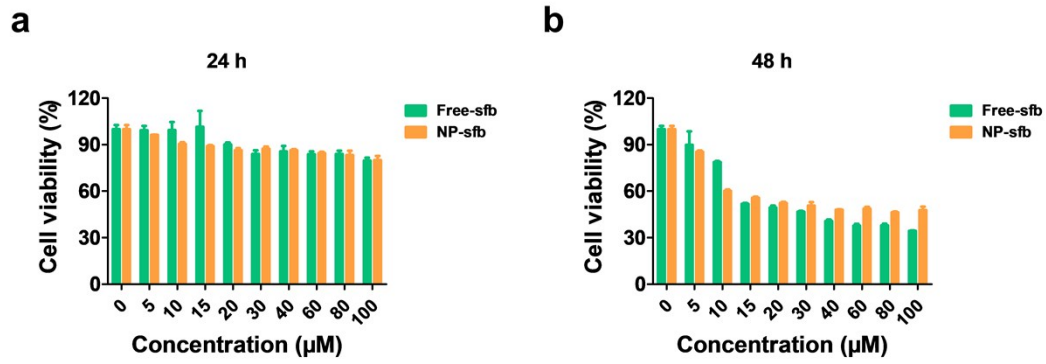 a
24 h
Cell viability (%)
120
90
60
30
0
0 5 10 15 20 30 40 60 80 100
Concentration (µM)
Free-sfb
NP-sfb
b
48 h
Cell viability (%)
120
90
60
30
0
0 5 10 15 20 30 40 60 80 100
Concentration (µM)
Free-sfb
NP-sfb